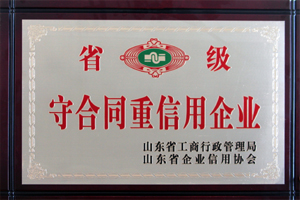 省级
守合同重信用企业
山东省工商行政管理局
山东省企业信用协会